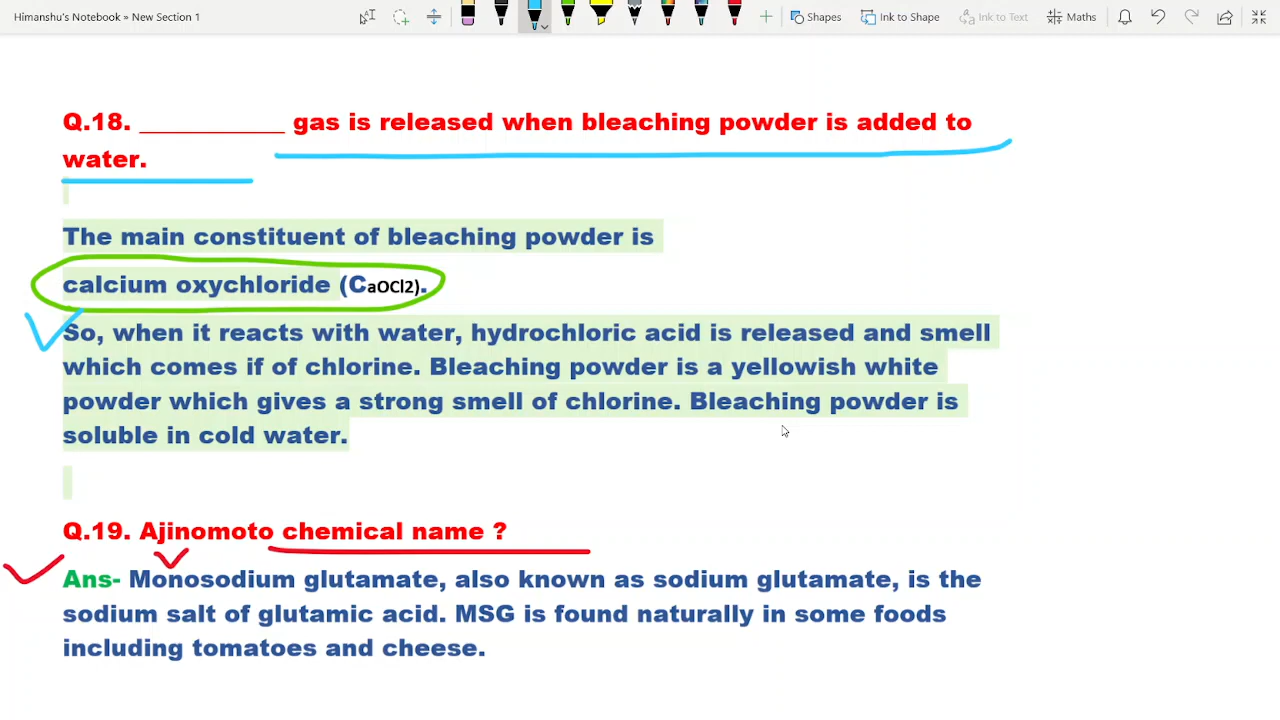 Himanshu's Notebook » New Section 1
Shapes
Ink to Shape
Ink to Text
Maths
Q.18. ____________ gas is released when bleaching powder is added to
water.
The main constituent of bleaching powder is
calcium oxychloride (CaOCl2).
So, when it reacts with water, hydrochloric acid is released and smell
which comes if of chlorine. Bleaching powder is a yellowish white
powder which gives a strong smell of chlorine. Bleaching powder is
soluble in cold water.
Q.19. Ajinomoto chemical name ?
Ans- Monosodium glutamate, also known as sodium glutamate, is the
sodium salt of glutamic acid. MSG is found naturally in some foods
including tomatoes and cheese.